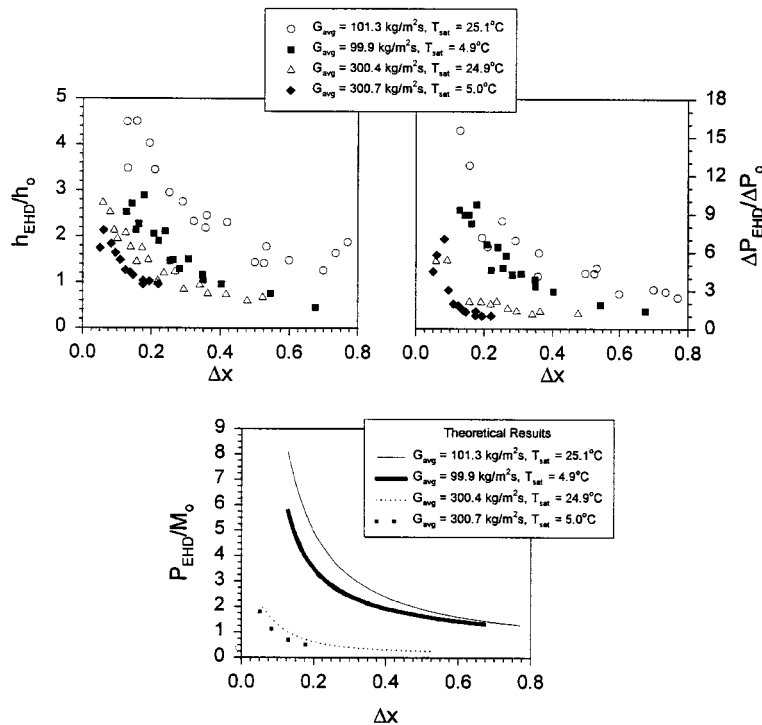 G_avg = 101.3 kg/m²s, T_sat = 25.1°C
G_avg = 99.9 kg/m²s, T_sat = 4.9°C
G_avg = 300.4 kg/m²s, T_sat = 24.9°C
G_avg = 300.7 kg/m²s, T_sat = 5.0°C
5
4
3
2
1
0
h_EHD/h_o
0.0 0.2 0.4 0.6 0.8
Δx
18
15
12
9
6
3
0
ΔP_EHD/ΔP_o
0.0 0.2 0.4 0.6 0.8
Δx
9
8
7
6
5
4
3
2
1
0
P_EHD/M_o
Theoretical Results
G_avg = 101.3 kg/m²s, T_sat = 25.1°C
G_avg = 99.9 kg/m²s, T_sat = 4.9°C
G_avg = 300.4 kg/m²s, T_sat = 24.9°C
G_avg = 300.7 kg/m²s, T_sat = 5.0°C
0.0 0.2 0.4 0.6 0.8
Δx